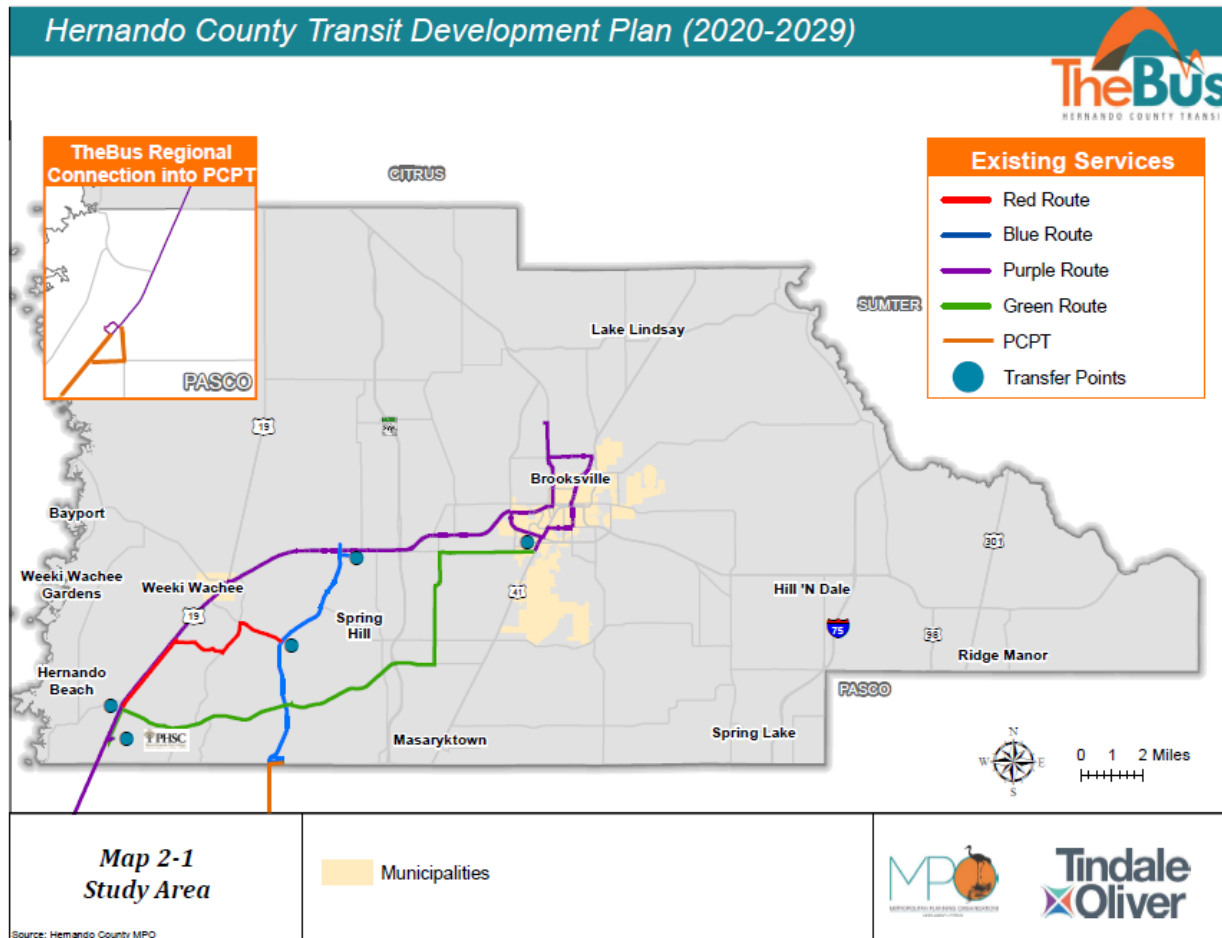 Hernando County Transit Development Plan (2020-2029)
TheBus
HERNANDO COUNTY TRANSIT
TheBus Regional
Connection into PCPT
PASCO
CITRUS
Existing Services
Red Route
Blue Route
Purple Route
Green Route
PCPT
Transfer Points
SUMTER
Lake Lindsay
19
Brooksville
Bayport
301
Weeki Wachee
Gardens
Weeki Wachee
19
Spring
Hill
41
Hill 'N Dale
75
98
Ridge Manor
Hernando
Beach
PASCO
PHSC
Masaryktown
Spring Lake
N
W
E
S
0 1 2 Miles
Map 2-1
Study Area
Municipalities
MPO
METROPOLITAN PLANNING ORGANIZATION
Tindale
Oliver
Source: Hernando County MPO